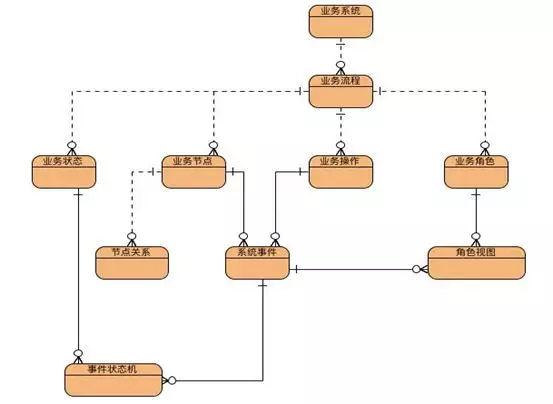 业务系统
业务流程
业务状态
业务节点
业务操作
业务角色
节点关系
系统事件
角色视图
事件状态机